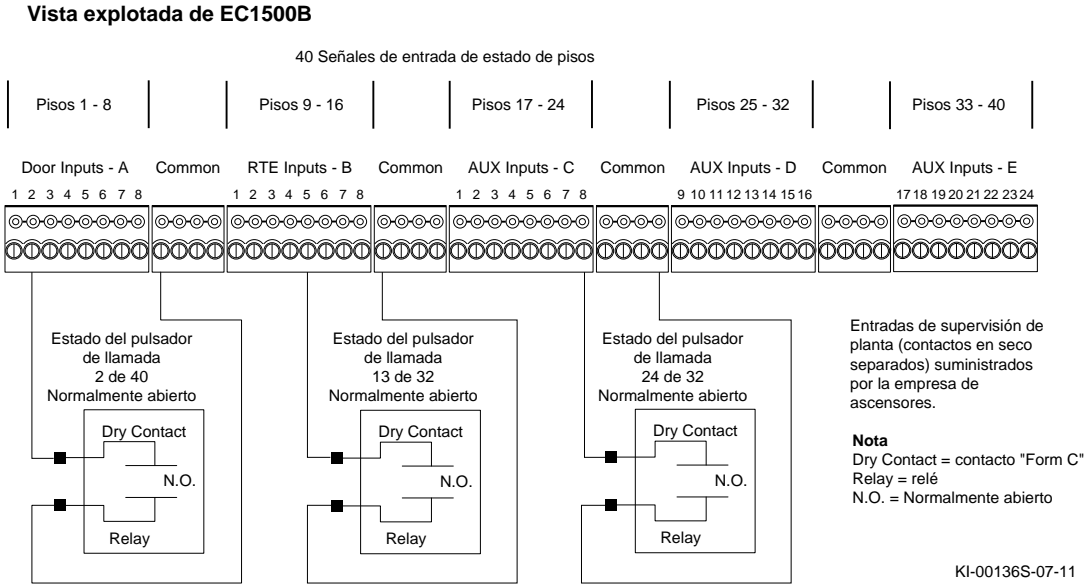 Vista explotada de EC1500B
40 Señales de entrada de estado de pisos
Pisos 1 - 8
Pisos 9 - 16
Pisos 17 - 24
Pisos 25 - 32
Pisos 33 - 40
Door Inputs - A
Common
RTE Inputs - B
Common
AUX Inputs - C
Common
AUX Inputs - D
Common
AUX Inputs - E
1 2 3 4 5 6 7 8
1 2 3 4 5 6 7 8
1 2 3 4 5 6 7 8
9 10 11 12 13 14 15 16
17 18 19 20 21 22 23 24
Estado del pulsador
de llamada
2 de 40
Normalmente abierto
Dry Contact
N.O.
Relay
Estado del pulsador
de llamada
13 de 32
Normalmente abierto
Dry Contact
N.O.
Relay
Estado del pulsador
de llamada
24 de 32
Normalmente abierto
Dry Contact
N.O.
Relay
Entradas de supervisión de
planta (contactos en seco
separados) suministrados
por la empresa de
ascensores.
Nota
Dry Contact = contacto "Form C"
Relay = relé
N.O. = Normalmente abierto
KI-00136S-07-11